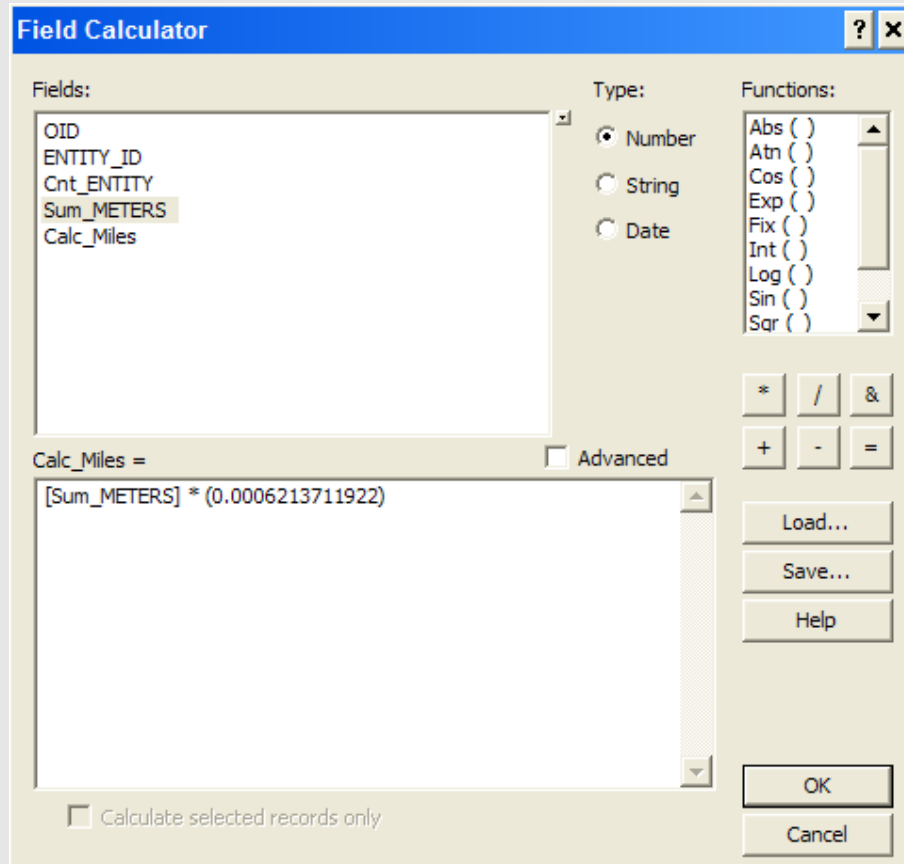 Field Calculator
? ×
Fields:
OID
ENTITY_ID
Cnt_ENTITY
Sum_METERS
Calc_Miles
Type:
Number
String
Date
Functions:
Abs ( )
Atn ( )
Cos ( )
Exp ( )
Fix ( )
Int ( )
Log ( )
Sin ( )
Sqr ( )
* / &
+ - =
Calc_Miles =
Advanced
[Sum_METERS] * (0.0006213711922)
Load...
Save...
Help
Calculate selected records only
OK
Cancel